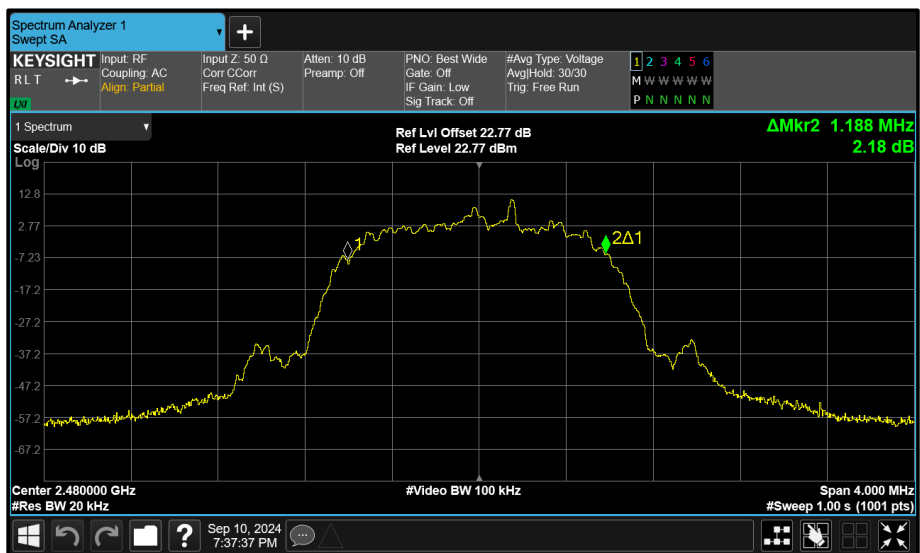 Spectrum Analyzer 1
Swept SA
KEYSIGHT
R L T
LXI
Input: RF
Coupling: AC
Align: Partial
Input Z: 50 Ω
Corr CCorr
Freq Ref: Int (S)
Atten: 10 dB
Preamp: Off
PNO: Best Wide
Gate: Off
IF Gain: Low
Sig Track: Off
#Avg Type: Voltage
Avg|Hold: 30/30
Trig: Free Run
1 2 3 4 5 6
M W W W W W
P N N N N N
1 Spectrum
Scale/Div 10 dB
Log
Ref Lvl Offset 22.77 dB
Ref Level 22.77 dBm
ΔMkr2 1.188 MHz
2.18 dB
12.8
2.77
-7.23
-17.2
-27.2
-37.2
-47.2
-57.2
-67.2
1
2Δ1
Center 2.480000 GHz
#Res BW 20 kHz
#Video BW 100 kHz
Span 4.000 MHz
#Sweep 1.00 s (1001 pts)
?
Sep 10, 2024
7:37:37 PM